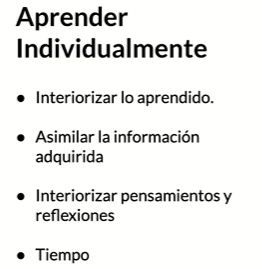 Aprender
Individualmente
● Interiorizar lo aprendido.
● Asimilar la información
adquirida
● Interiorizar pensamientos y
reflexiones
● Tiempo